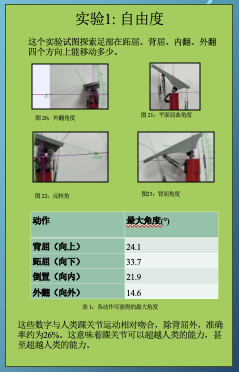 实验1: 自由度
这个实验试图探索足部在跖屈、背屈、内翻、外翻
四个方向上能移动多少。
图 20：外翻角度
图 21：平面屈曲角度
图 22：反转角
图23：背屈角度
动作 最大角度(°)
背屈（向上） 24.1
跖屈（向下） 33.7
倒置（向内） 21.9
外翻（向外） 14.6
表 1：各动作可获得的最大角度
这些数字与人类踝关节运动相对吻合，除背屈外，准确
率约为26%。这意味着踝关节可以超越人类的能力，甚
至超越人类的能力。